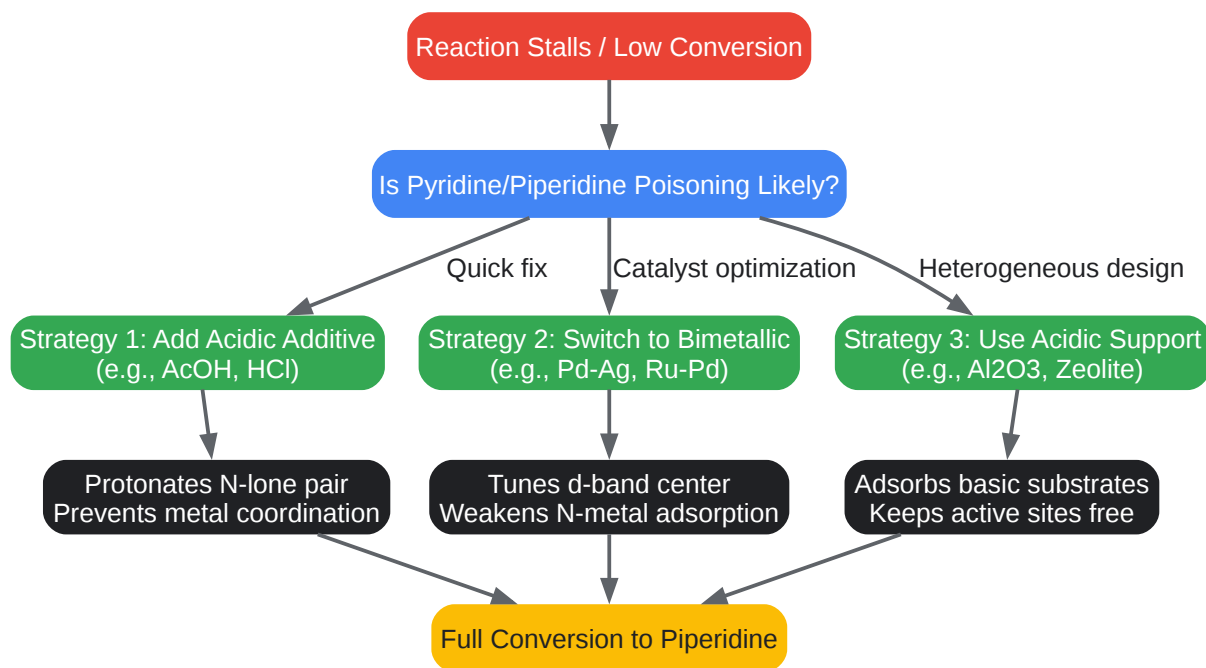 Reaction Stalls / Low Conversion
Is Pyridine/Piperidine Poisoning Likely?
Quick fix
Catalyst optimization
Heterogeneous design
Strategy 1: Add Acidic Additive
(e.g., AcOH, HCl)
Strategy 2: Switch to Bimetallic
(e.g., Pd-Ag, Ru-Pd)
Strategy 3: Use Acidic Support
(e.g., Al2O3, Zeolite)
Protonates N-lone pair
Prevents metal coordination
Tunes d-band center
Weakens N-metal adsorption
Adsorbs basic substrates
Keeps active sites free
Full Conversion to Piperidine